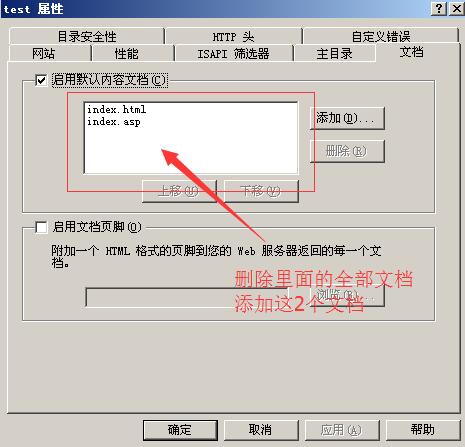 test 属性
目录安全性 HTTP 头 自定义错误
网站 性能 ISAPI 筛选器 主目录 文档
启用默认内容文档(C)
index.html
index.asp
添加(D)...
删除(R)
上移(U) 下移(V)
启用文档页脚(O)
附加一个 HTML 格式的页脚到您的 Web 服务器返回的每一个文
档。
删除里面的全部文档
添加这2个文档
浏览(B)...
确定 取消 应用(A) 帮助